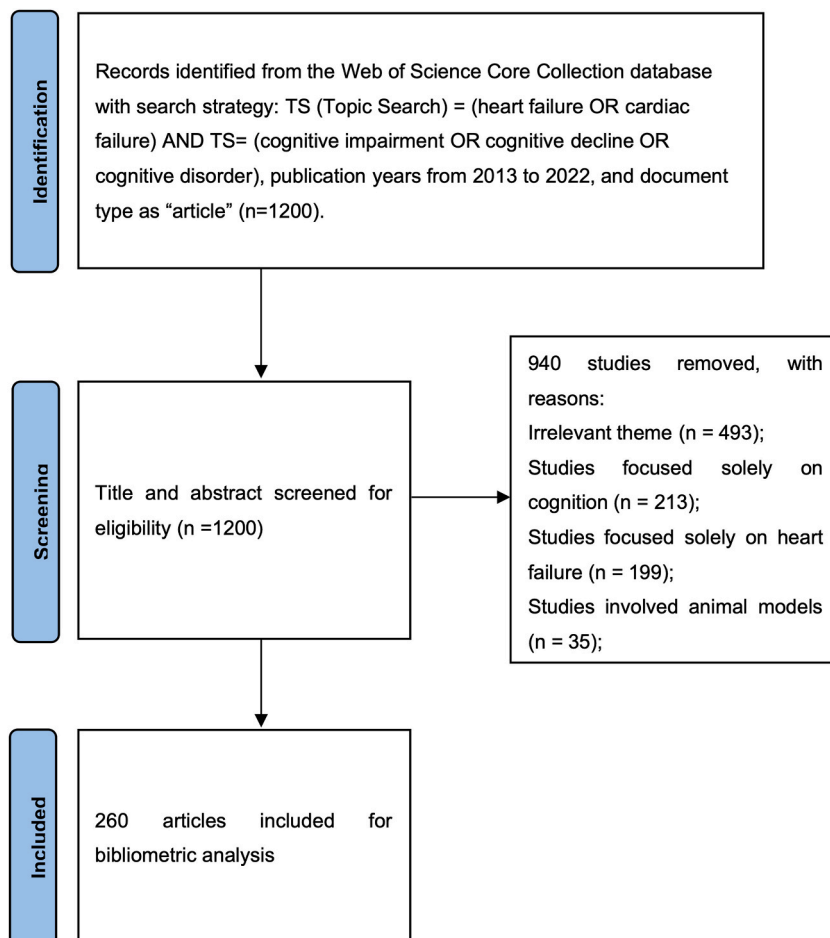 Identification
Records identified from the Web of Science Core Collection database
with search strategy: TS (Topic Search) = (heart failure OR cardiac
failure) AND TS= (cognitive impairment OR cognitive decline OR
cognitive disorder), publication years from 2013 to 2022, and document
type as “article” (n=1200).
Screening
Title and abstract screened for
eligibility (n =1200)
940 studies removed, with
reasons:
Irrelevant theme (n = 493);
Studies focused solely on
cognition (n = 213);
Studies focused solely on heart
failure (n = 199);
Studies involved animal models
(n = 35);
Included
260 articles included for
bibliometric analysis